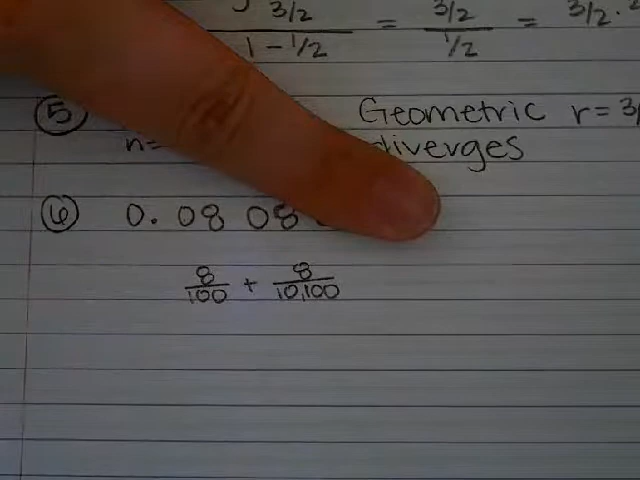 3/2 / 1 - 1/2 = 3/2 / 1/2 = 3/2 ·
5 Geometric r = 3/
n= diverges
6 0. 08 08
8/100 + 8/10,100